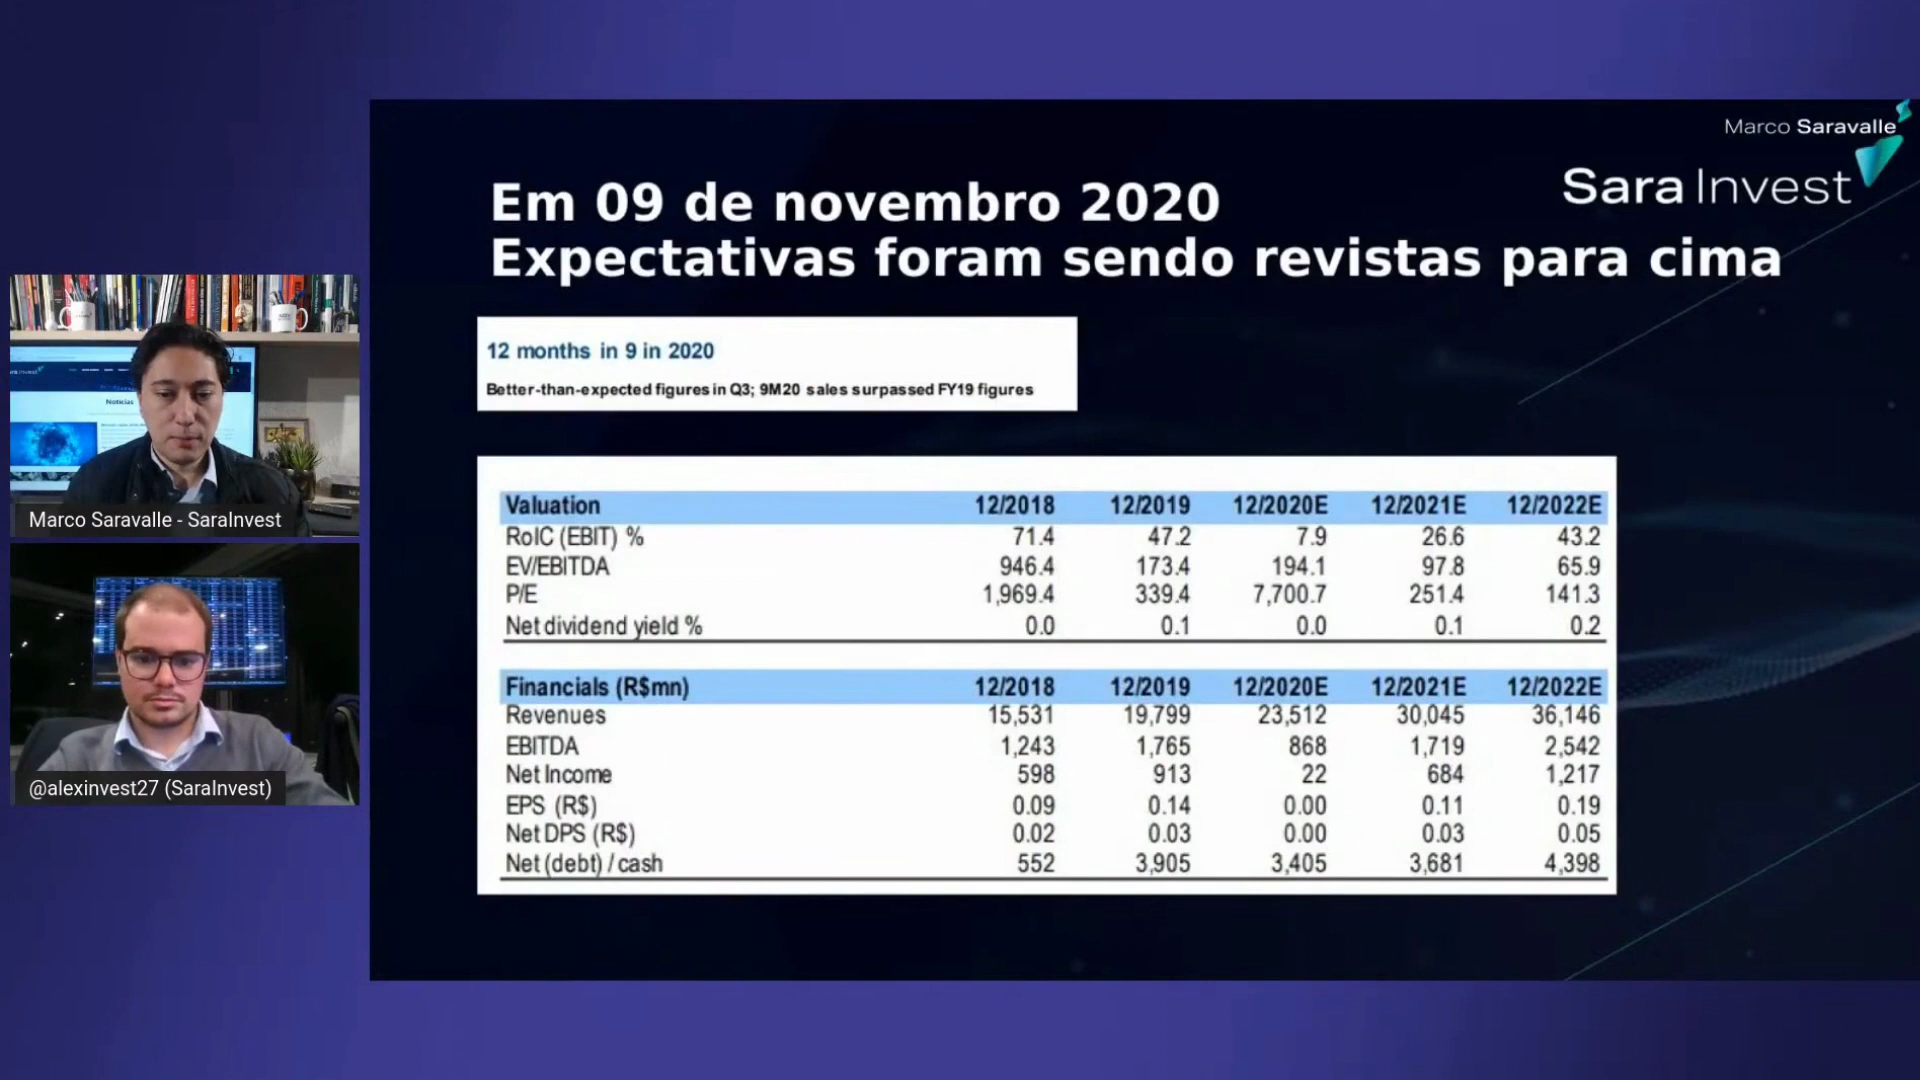 Marco Saravalle
Sara Invest
Em 09 de novembro 2020
Expectativas foram sendo revistas para cima
12 months in 9 in 2020
Better-than-expected figures in Q3; 9M20 sales surpassed FY19 figures
Valuation 12/2018 12/2019 12/2020E 12/2021E 12/2022E
RoIC (EBIT) % 71.4 47.2 7.9 26.6 43.2
EV/EBITDA 946.4 173.4 194.1 97.8 65.9
P/E 1,969.4 339.4 7,700.7 251.4 141.3
Net dividend yield % 0.0 0.1 0.0 0.1 0.2
Financials (R$mn) 12/2018 12/2019 12/2020E 12/2021E 12/2022E
Revenues 15,531 19,799 23,512 30,045 36,146
EBITDA 1,243 1,765 868 1,719 2,542
Net Income 598 913 22 684 1,217
EPS (R$) 0.09 0.14 0.00 0.11 0.19
Net DPS (R$) 0.02 0.03 0.00 0.03 0.05
Net (debt) / cash 552 3,905 3,405 3,681 4,398
Notícias
Marco Saravalle - SaraInvest
@alexinvest27 (SaraInvest)